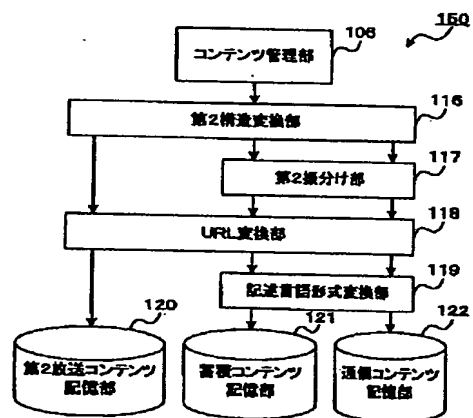 150
106
コンテンツ管理部
116
第2構造変換部
117
第2振分け部
118
URL変換部
119
記述言語形式変換部
120
第2放送コンテンツ
記憶部
121
蓄積コンテンツ
記憶部
122
通信コンテンツ
記憶部